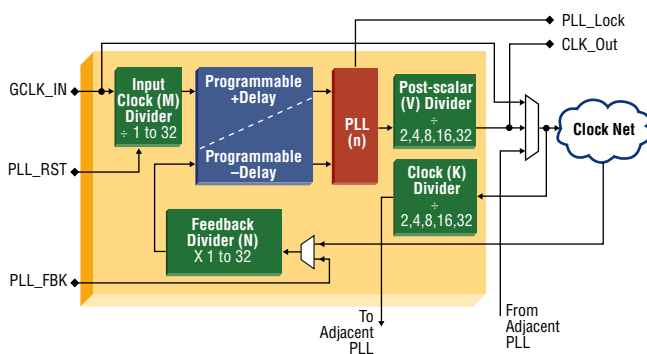 PLL_Lock
CLK_Out
GCLK_IN
Input
Clock (M)
Divider
÷ 1 to 32
Programmable
+Delay
Programmable
–Delay
PLL
(n)
Post-scalar
(V) Divider
÷
2,4,8,16,32
Clock Net
PLL_RST
Clock (K)
Divider
÷
2,4,8,16,32
Feedback
Divider (N)
X 1 to 32
PLL_FBK
To
Adjacent
PLL
From
Adjacent
PLL